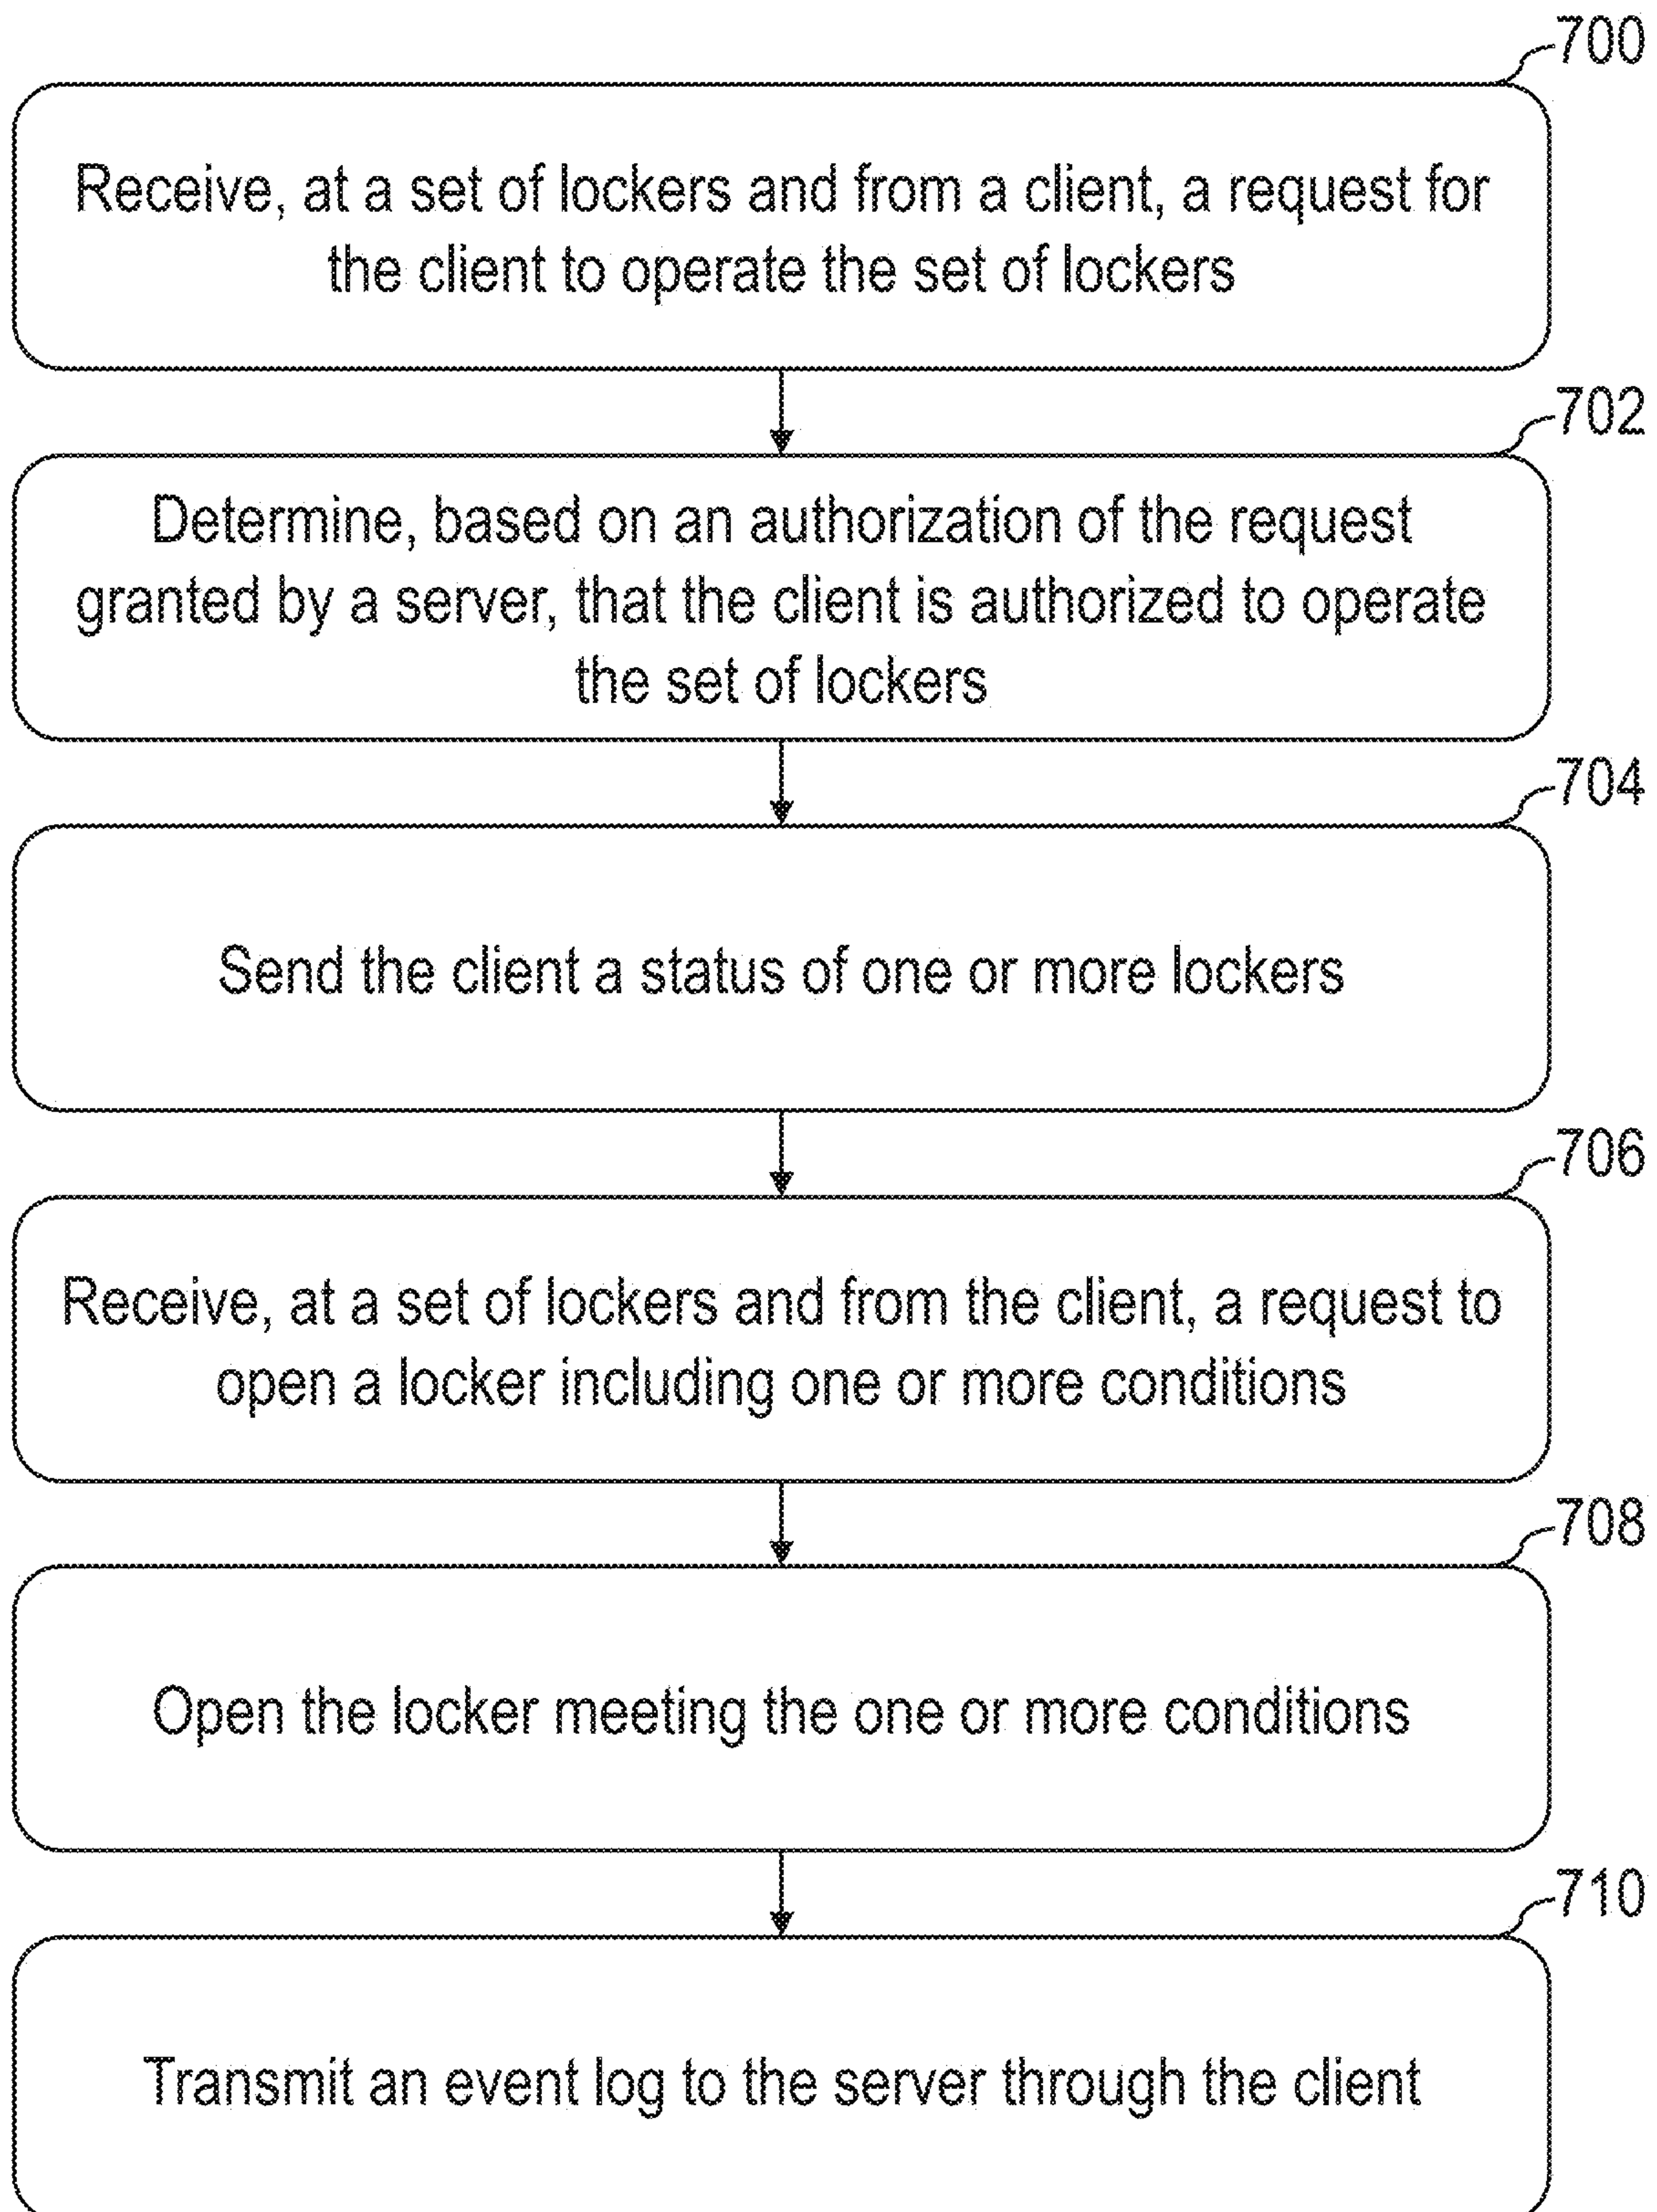 700
Receive, at a set of lockers and from a client, a request for
the client to operate the set of lockers
702
Determine, based on an authorization of the request
granted by a server, that the client is authorized to operate
the set of lockers
704
Send the client a status of one or more lockers
706
Receive, at a set of lockers and from the client, a request to
open a locker including one or more conditions
708
Open the locker meeting the one or more conditions
710
Transmit an event log to the server through the client